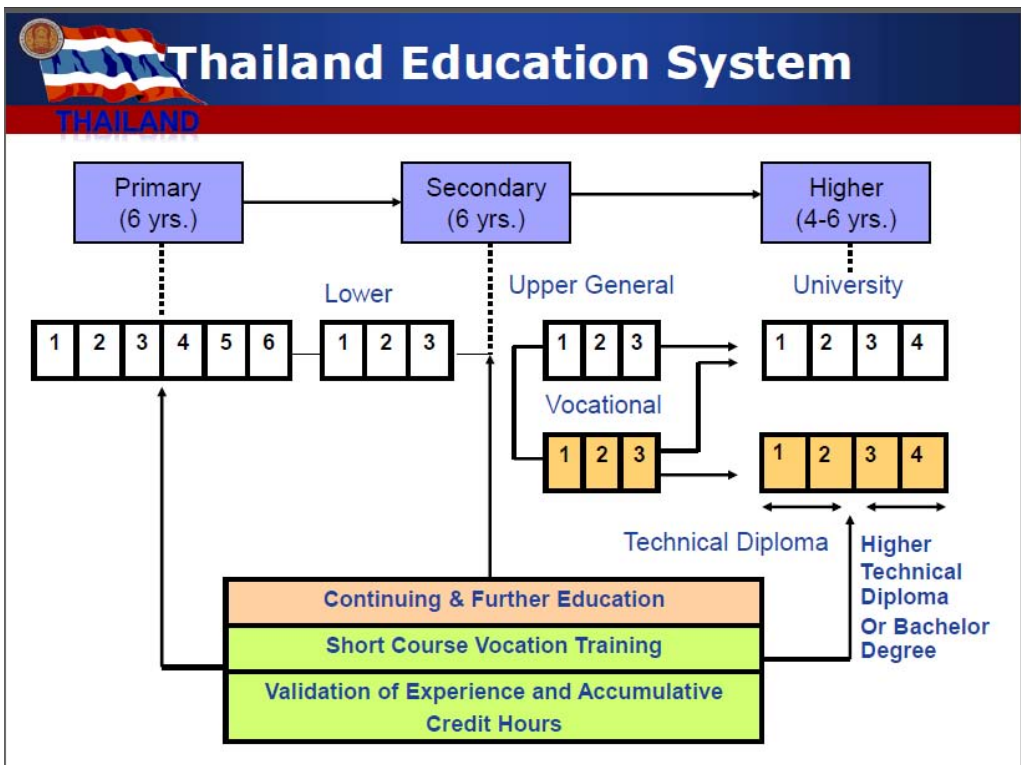 Thailand Education System
THAILAND
Primary
(6 yrs.)
Secondary
(6 yrs.)
Higher
(4-6 yrs.)
Lower
Upper General
University
1 2 3 4 5 6
1 2 3
1 2 3
1 2 3 4
Vocational
1 2 3
1 2 3 4
Technical Diploma
Higher
Technical
Diploma
Or Bachelor
Degree
Continuing & Further Education
Short Course Vocation Training
Validation of Experience and Accumulative
Credit Hours